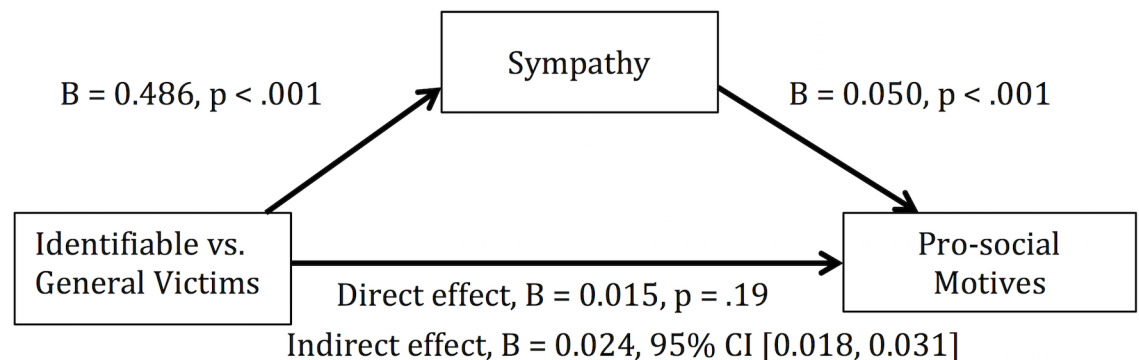 Sympathy
B = 0.486, p < .001
B = 0.050, p < .001
Identifiable vs.
General Victims
Pro-social
Motives
Direct effect, B = 0.015, p = .19
Indirect effect, B = 0.024, 95% CI [0.018, 0.031]